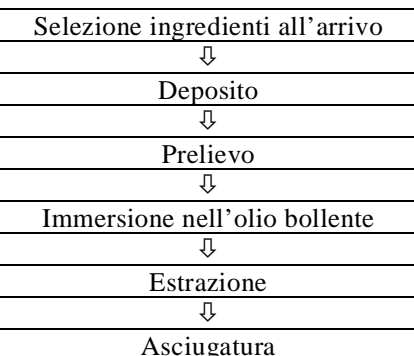 Selezione ingredienti all'arrivo
⇩
Deposito
⇩
Prelievo
⇩
Immersione nell'olio bollente
⇩
Estrazione
⇩
Asciugatura